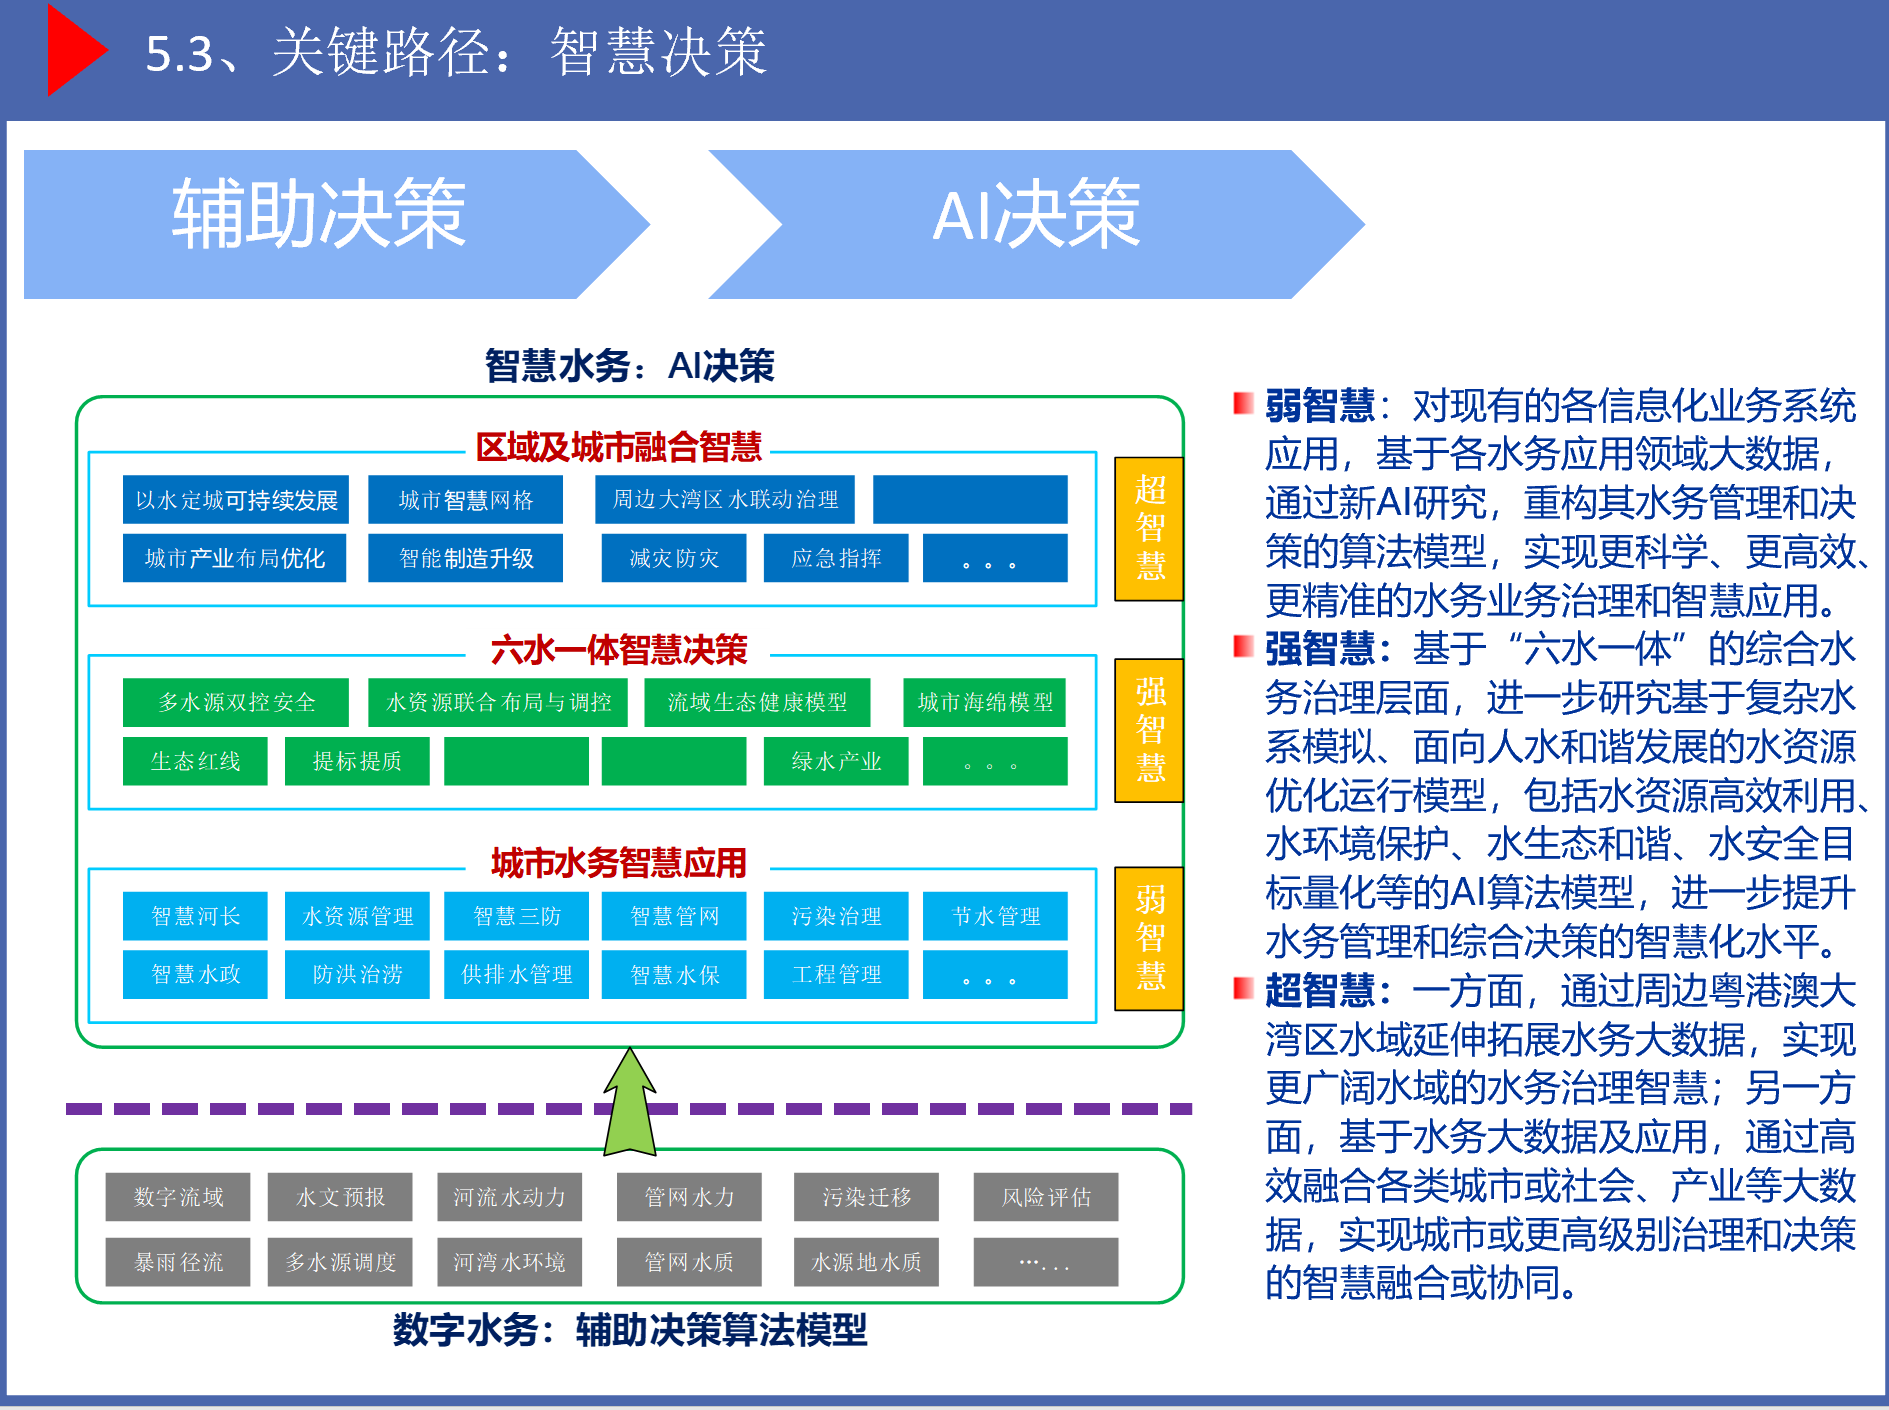 5.3、关键路径：智慧决策
辅助决策
AI决策
智慧水务：AI决策
区域及城市融合智慧
以水定城可持续发展
城市智慧网格
周边大湾区水联动治理
城市产业布局优化
智能制造升级
减灾防灾
应急指挥
。。。
超智慧
六水一体智慧决策
多水源双控安全
水资源联合布局与调控
流域生态健康模型
城市海绵模型
生态红线
提标提质
绿水产业
。。。
强智慧
城市水务智慧应用
智慧河长
水资源管理
智慧三防
智慧管网
污染治理
节水管理
智慧水政
防洪治涝
供排水管理
智慧水保
工程管理
。。。
弱智慧
数字流域
水文预报
河流水动力
管网水力
污染迁移
风险评估
暴雨径流
多水源调度
河湾水环境
管网水质
水源地水质
…...
数字水务：辅助决策算法模型
弱智慧：对现有的各信息化业务系统
应用，基于各水务应用领域大数据，
通过新AI研究，重构其水务管理和决
策的算法模型，实现更科学、更高效、
更精准的水务业务治理和智慧应用。
强智慧：基于“六水一体”的综合水
务治理层面，进一步研究基于复杂水
系模拟、面向人水和谐发展的水资源
优化运行模型，包括水资源高效利用、
水环境保护、水生态和谐、水安全目
标量化等的AI算法模型，进一步提升
水务管理和综合决策的智慧化水平。
超智慧：一方面，通过周边粤港澳大
湾区水域延伸拓展水务大数据，实现
更广阔水域的水务治理智慧；另一方
面，基于水务大数据及应用，通过高
效融合各类城市或社会、产业等大数
据，实现城市或更高级别治理和决策
的智慧融合或协同。